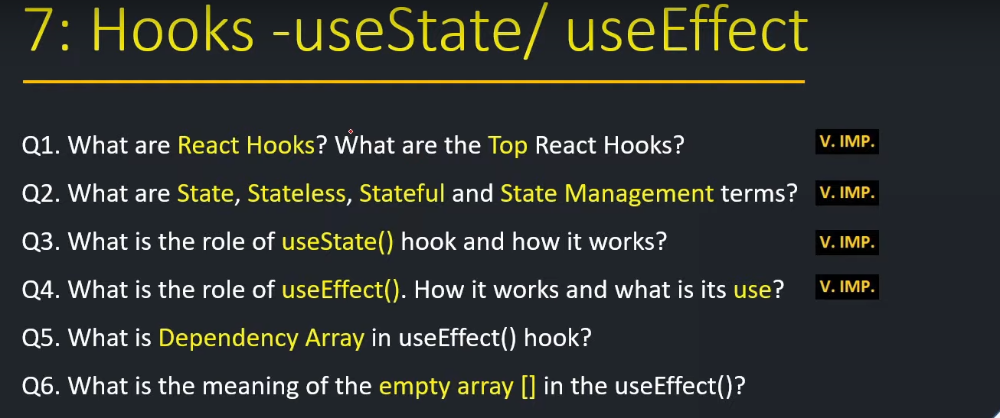 7: Hooks -useState/ useEffect
Q1. What are React Hooks? What are the Top React Hooks? V. IMP.
Q2. What are State, Stateless, Stateful and State Management terms? V. IMP.
Q3. What is the role of useState() hook and how it works? V. IMP.
Q4. What is the role of useEffect(). How it works and what is its use? V. IMP.
Q5. What is Dependency Array in useEffect() hook?
Q6. What is the meaning of the empty array [] in the useEffect()?